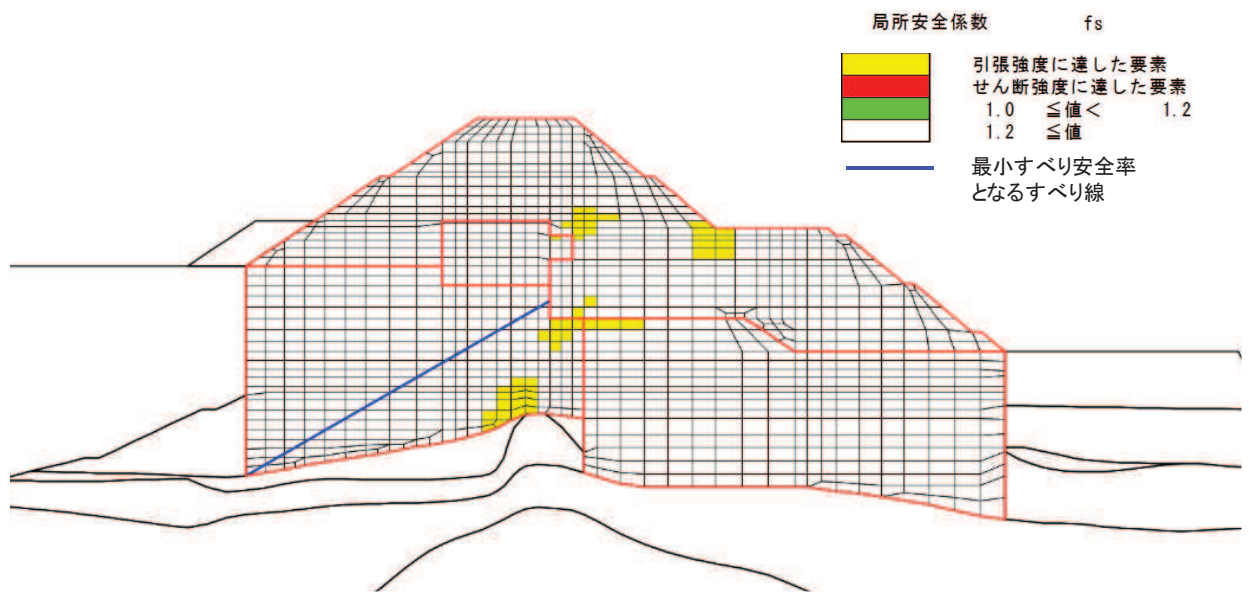 局所安全係数 fs
引張強度に達した要素
せん断強度に達した要素
1.0 ≦値< 1.2
1.2 ≦値
最小すべり安全率
となるすべり線